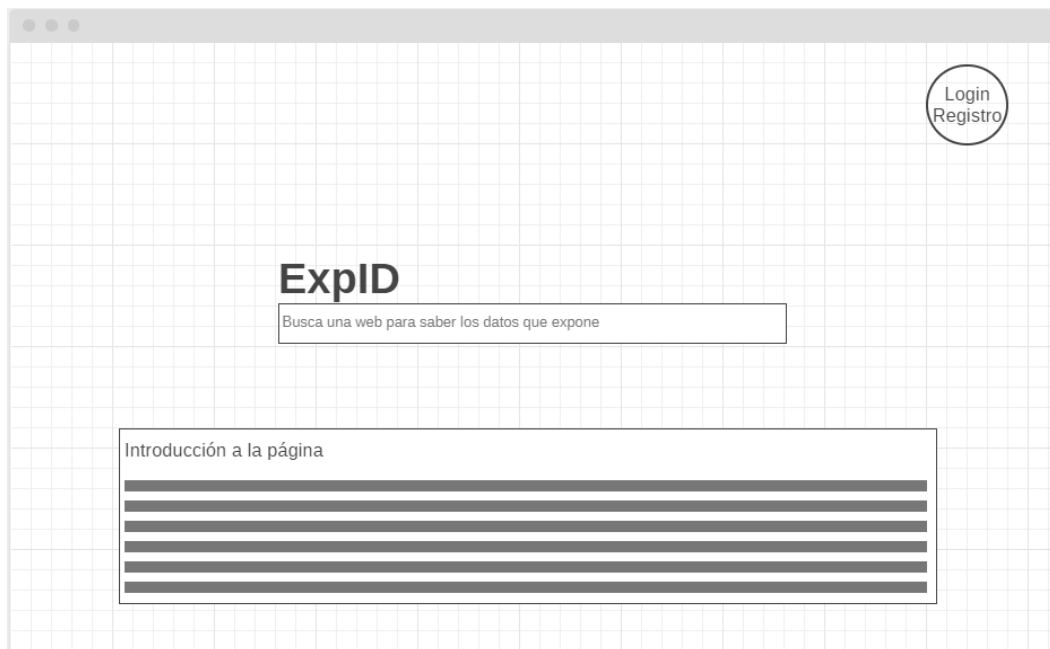 Login
Registro
ExpID
Busca una web para saber los datos que expone
Introducción a la página